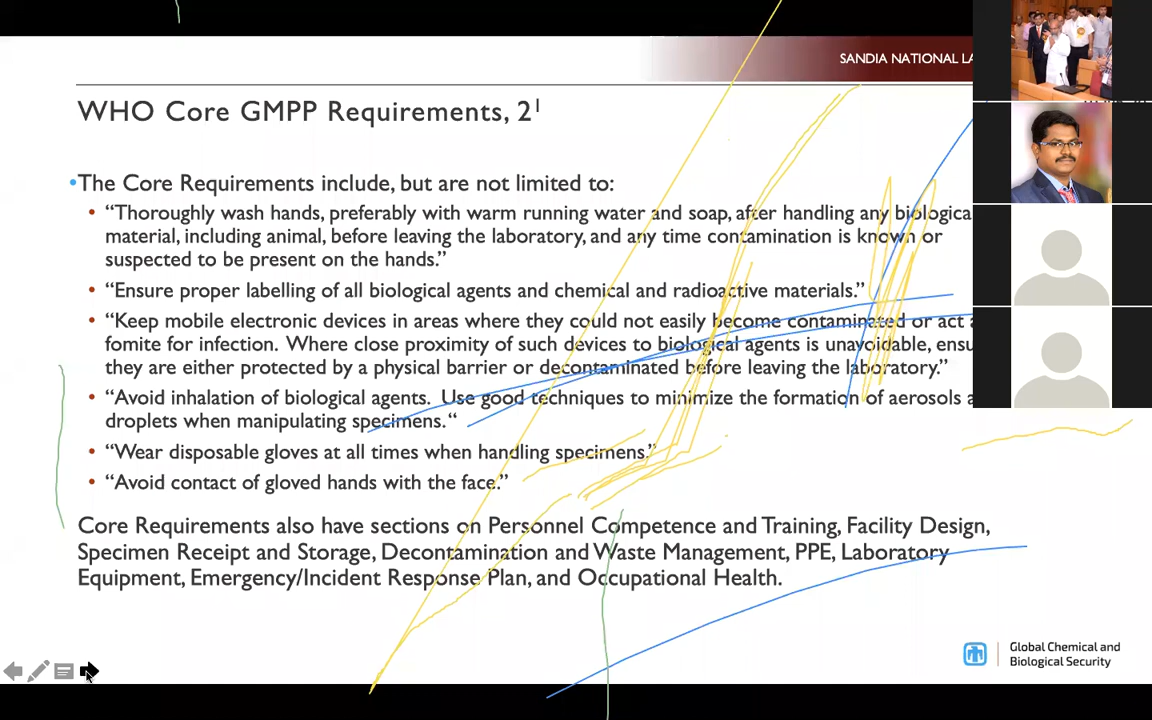 SANDIA NATIONAL LA
WHO Core GMPP Requirements, 2¹
•The Core Requirements include, but are not limited to:
• “Thoroughly wash hands, preferably with warm running water and soap, after handling any biologica
material, including animal, before leaving the laboratory, and any time contamination is known or
suspected to be present on the hands.”
• “Ensure proper labelling of all biological agents and chemical and radioactive materials.”
• “Keep mobile electronic devices in areas where they could not easily become contaminated or act a
fomite for infection. Where close proximity of such devices to biological agents is unavoidable, ensu
they are either protected by a physical barrier or decontaminated before leaving the laboratory.”
• “Avoid inhalation of biological agents. Use good techniques to minimize the formation of aerosols a
droplets when manipulating specimens.“
• “Wear disposable gloves at all times when handling specimens.”
• “Avoid contact of gloved hands with the face.”
Core Requirements also have sections on Personnel Competence and Training, Facility Design,
Specimen Receipt and Storage, Decontamination and Waste Management, PPE, Laboratory
Equipment, Emergency/Incident Response Plan, and Occupational Health.
Global Chemical and
Biological Security